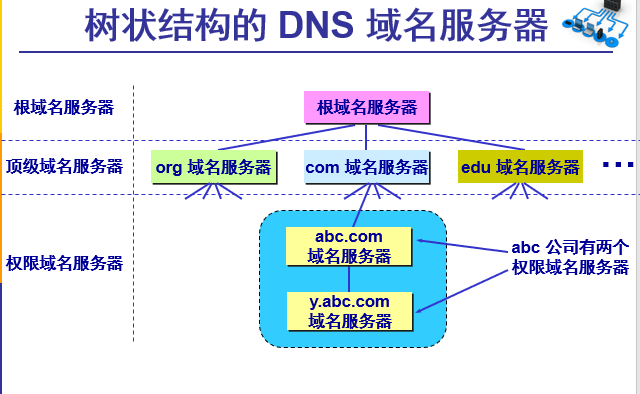 树状结构的 DNS 域名服务器
根域名服务器
根域名服务器
顶级域名服务器
org 域名服务器
com 域名服务器
edu 域名服务器
…
权限域名服务器
abc.com
域名服务器
y.abc.com
域名服务器
abc 公司有两个
权限域名服务器